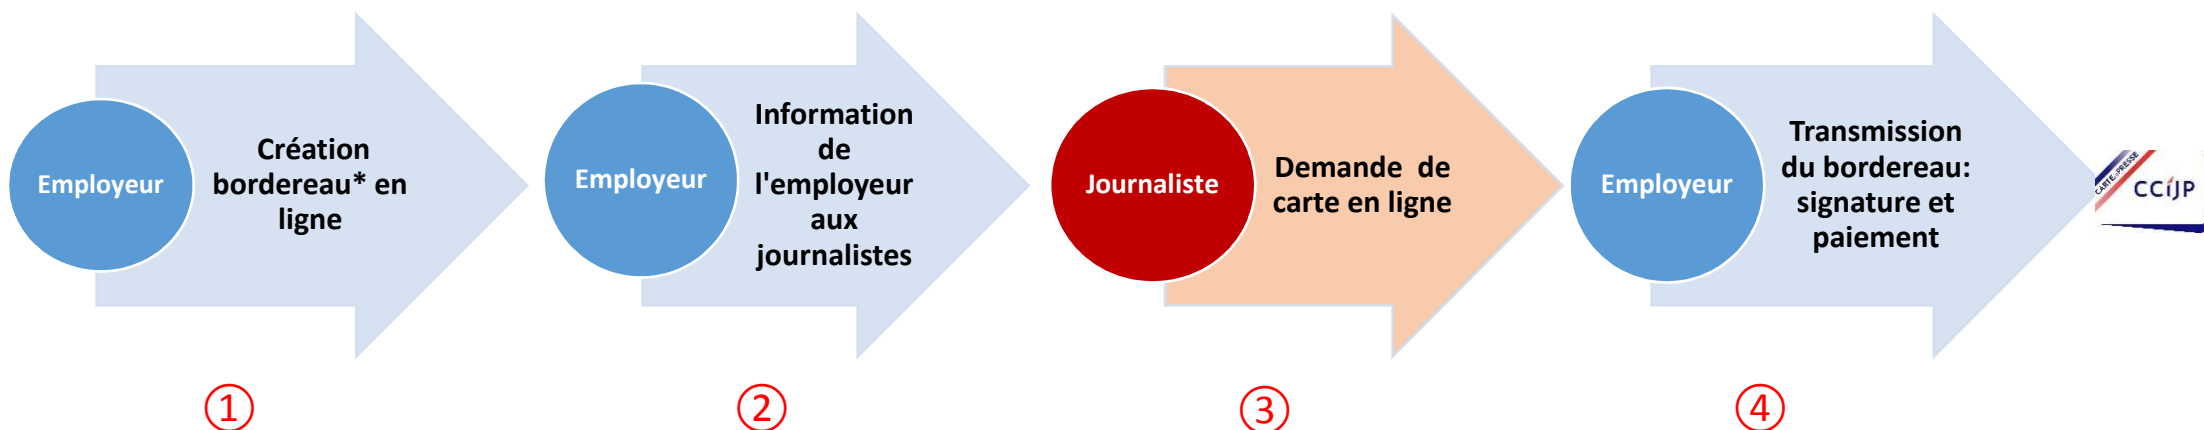 Employeur
Création
bordereau* en
ligne
Employeur
Information
de
l'employeur
aux
journalistes
Journaliste
Demande  de
carte en ligne
Employeur
Transmission
du bordereau:
signature et
paiement
CARTE DE PRESSE
CCiJP
①
②
③
④